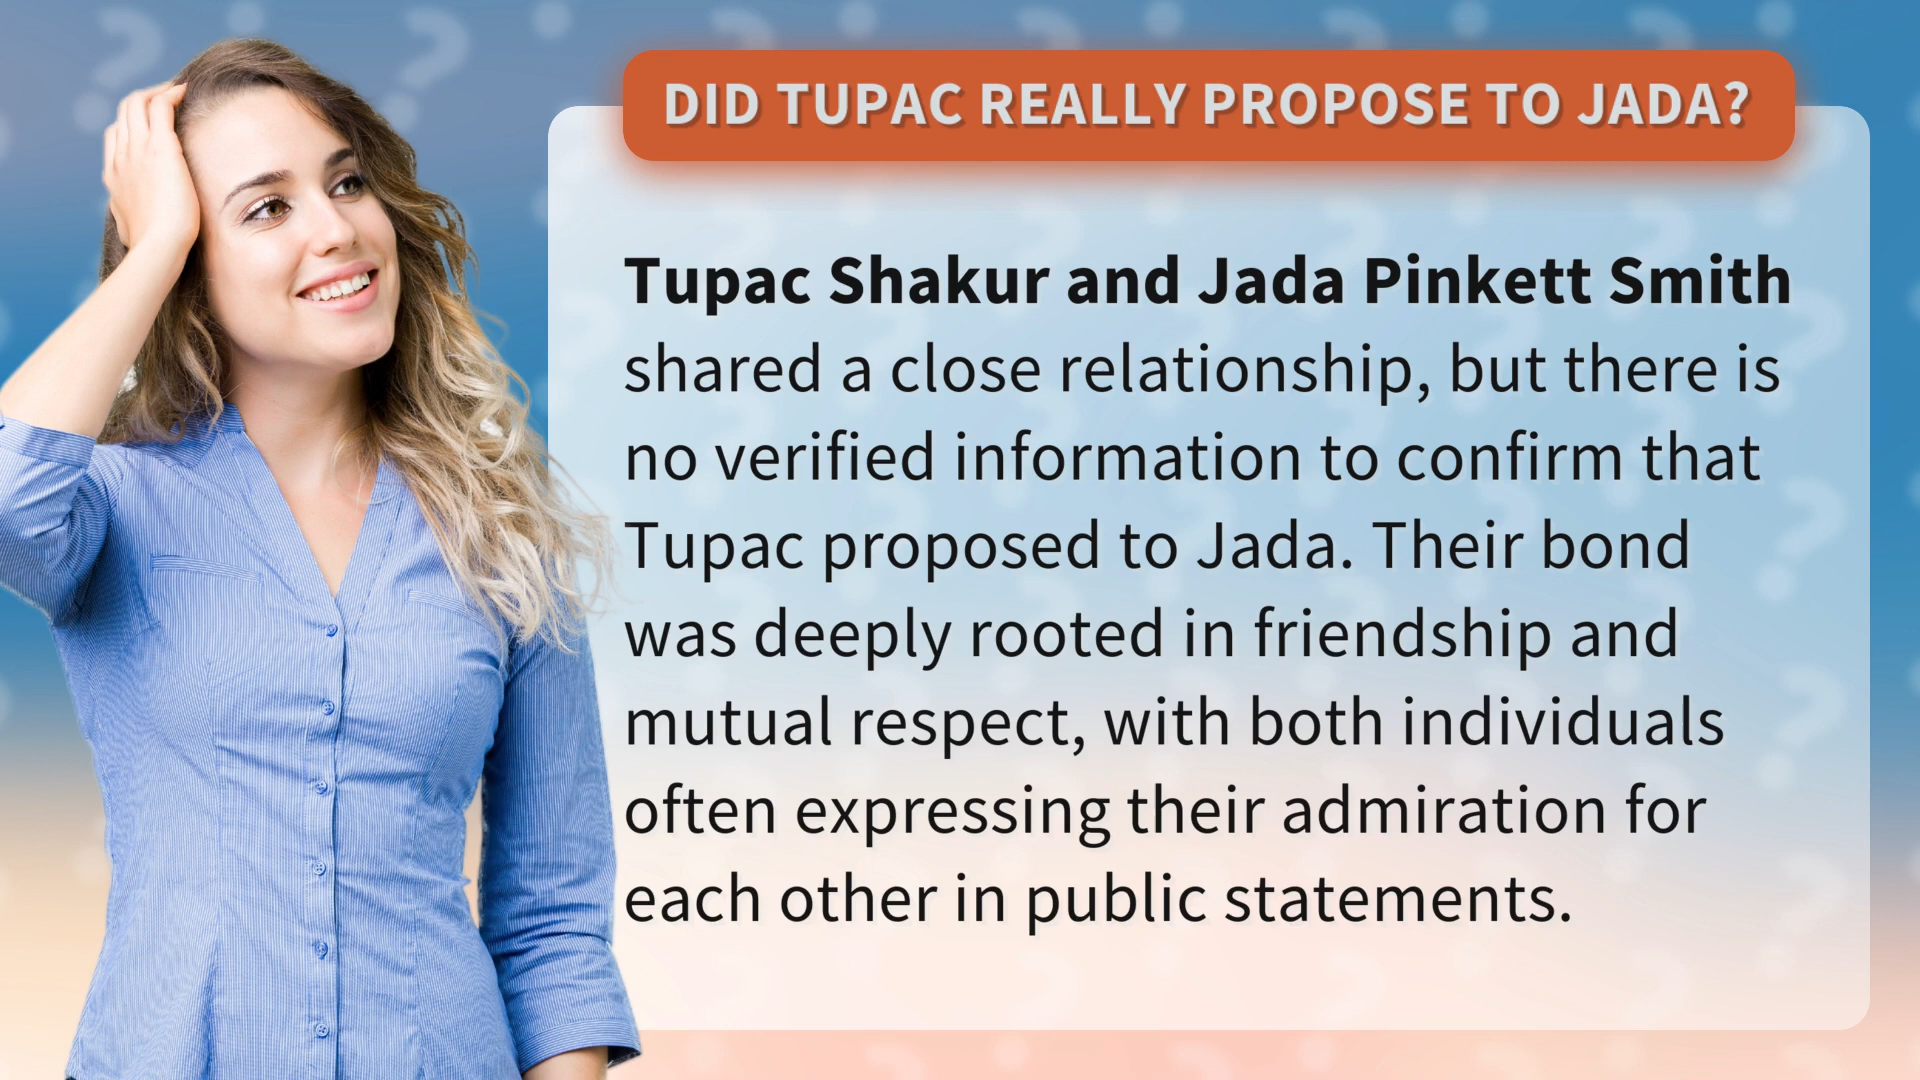 DID TUPAC REALLY PROPOSE TO JADA?
Tupac Shakur and Jada Pinkett Smith
shared a close relationship, but there is
no verified information to confirm that
Tupac proposed to Jada. Their bond
was deeply rooted in friendship and
mutual respect, with both individuals
often expressing their admiration for
each other in public statements.